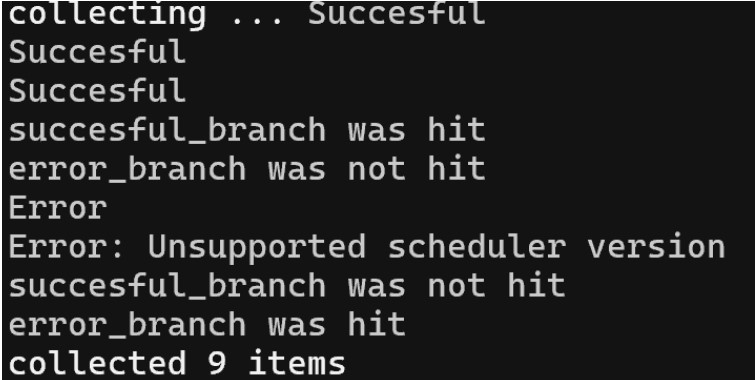 collecting ... Succesful
Succesful
Succesful
succesful_branch was hit
error_branch was not hit
Error
Error: Unsupported scheduler version
succesful_branch was not hit
error_branch was hit
collected 9 items